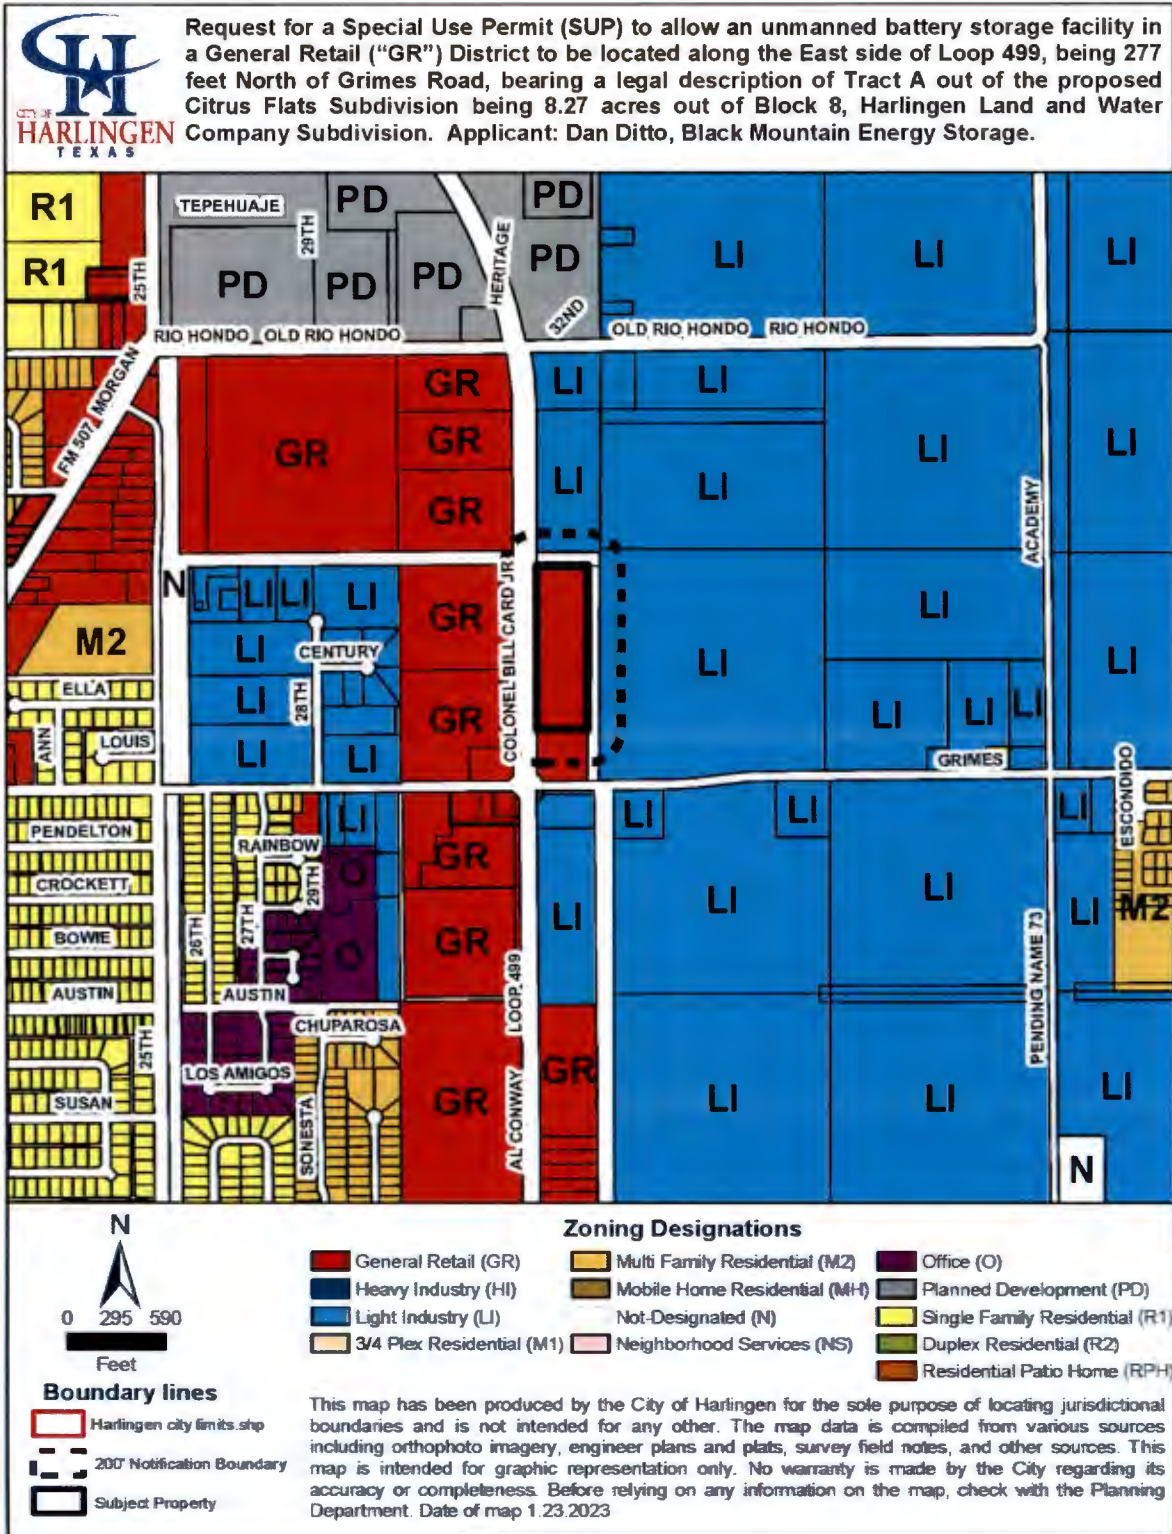 CITY OF
HARLINGEN
TEXAS
Request for a Special Use Permit (SUP) to allow an unmanned battery storage facility in
a General Retail ("GR") District to be located along the East side of Loop 499, being 277
feet North of Grimes Road, bearing a legal description of Tract A out of the proposed
Citrus Flats Subdivision being 8.27 acres out of Block 8, Harlingen Land and Water
Company Subdivision. Applicant: Dan Ditto, Black Mountain Energy Storage.
R1
TEPEHUAJE
PD
PD
29TH
HERITAGE
R1
25TH
PD
PD
PD
PD
LI
LI
LI
32ND
RIO HONDO
OLD RIO HONDO
OLD RIO HONDO
RIO HONDO
FM 507
MORGAN
GR
GR
GR
GR
LI
LI
LI
LI
LI
LI
ACADEMY
N
LI
LI
LI
LI
CENTURY
28TH
LI
LI
LI
GR
GR
COLONEL BILL CARD JR
LI
LI
LI
LI
LI
LI
M2
ELLA
ANN
LOUIS
GRIMES
ESCONDIDO
PENDELTON
CROCKETT
BOWIE
AUSTIN
SUSAN
25TH
26TH
27TH
RAINBOW
29TH
LI
O
O
AUSTIN
CHUPAROSA
LOS AMIGOS
SONESTA
GR
GR
GR
LOOP 499
AL CONWAY
LI
GR
LI
LI
LI
LI
LI
LI
PENDING NAME 73
LI
LI
M2
LI
N
N
0 295 590
Feet
Boundary lines
Harlingen city limits.shp
200' Notification Boundary
Subject Property
Zoning Designations
General Retail (GR)
Heavy Industry (HI)
Light Industry (LI)
3/4 Plex Residential (M1)
Multi Family Residential (M2)
Mobile Home Residential (MH)
Not-Designated (N)
Neighborhood Services (NS)
Office (O)
Planned Development (PD)
Single Family Residential (R1)
Duplex Residential (R2)
Residential Patio Home (RPH)
This map has been produced by the City of Harlingen for the sole purpose of locating jurisdictional
boundaries and is not intended for any other. The map data is compiled from various sources
including orthophoto imagery, engineer plans and plats, survey field notes, and other sources. This
map is intended for graphic representation only. No warranty is made by the City regarding its
accuracy or completeness. Before relying on any information on the map, check with the Planning
Department. Date of map 1.23.2023